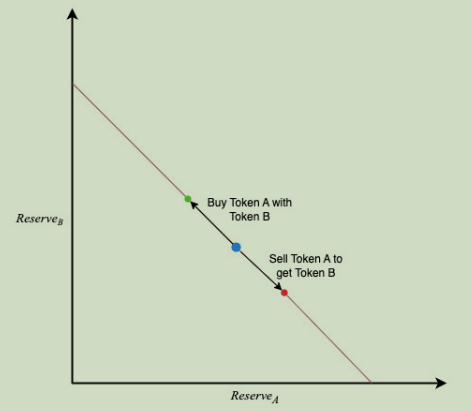 Buy Token A with
Token B
Reserve_B
Sell Token A to
get Token B
Reserve_A